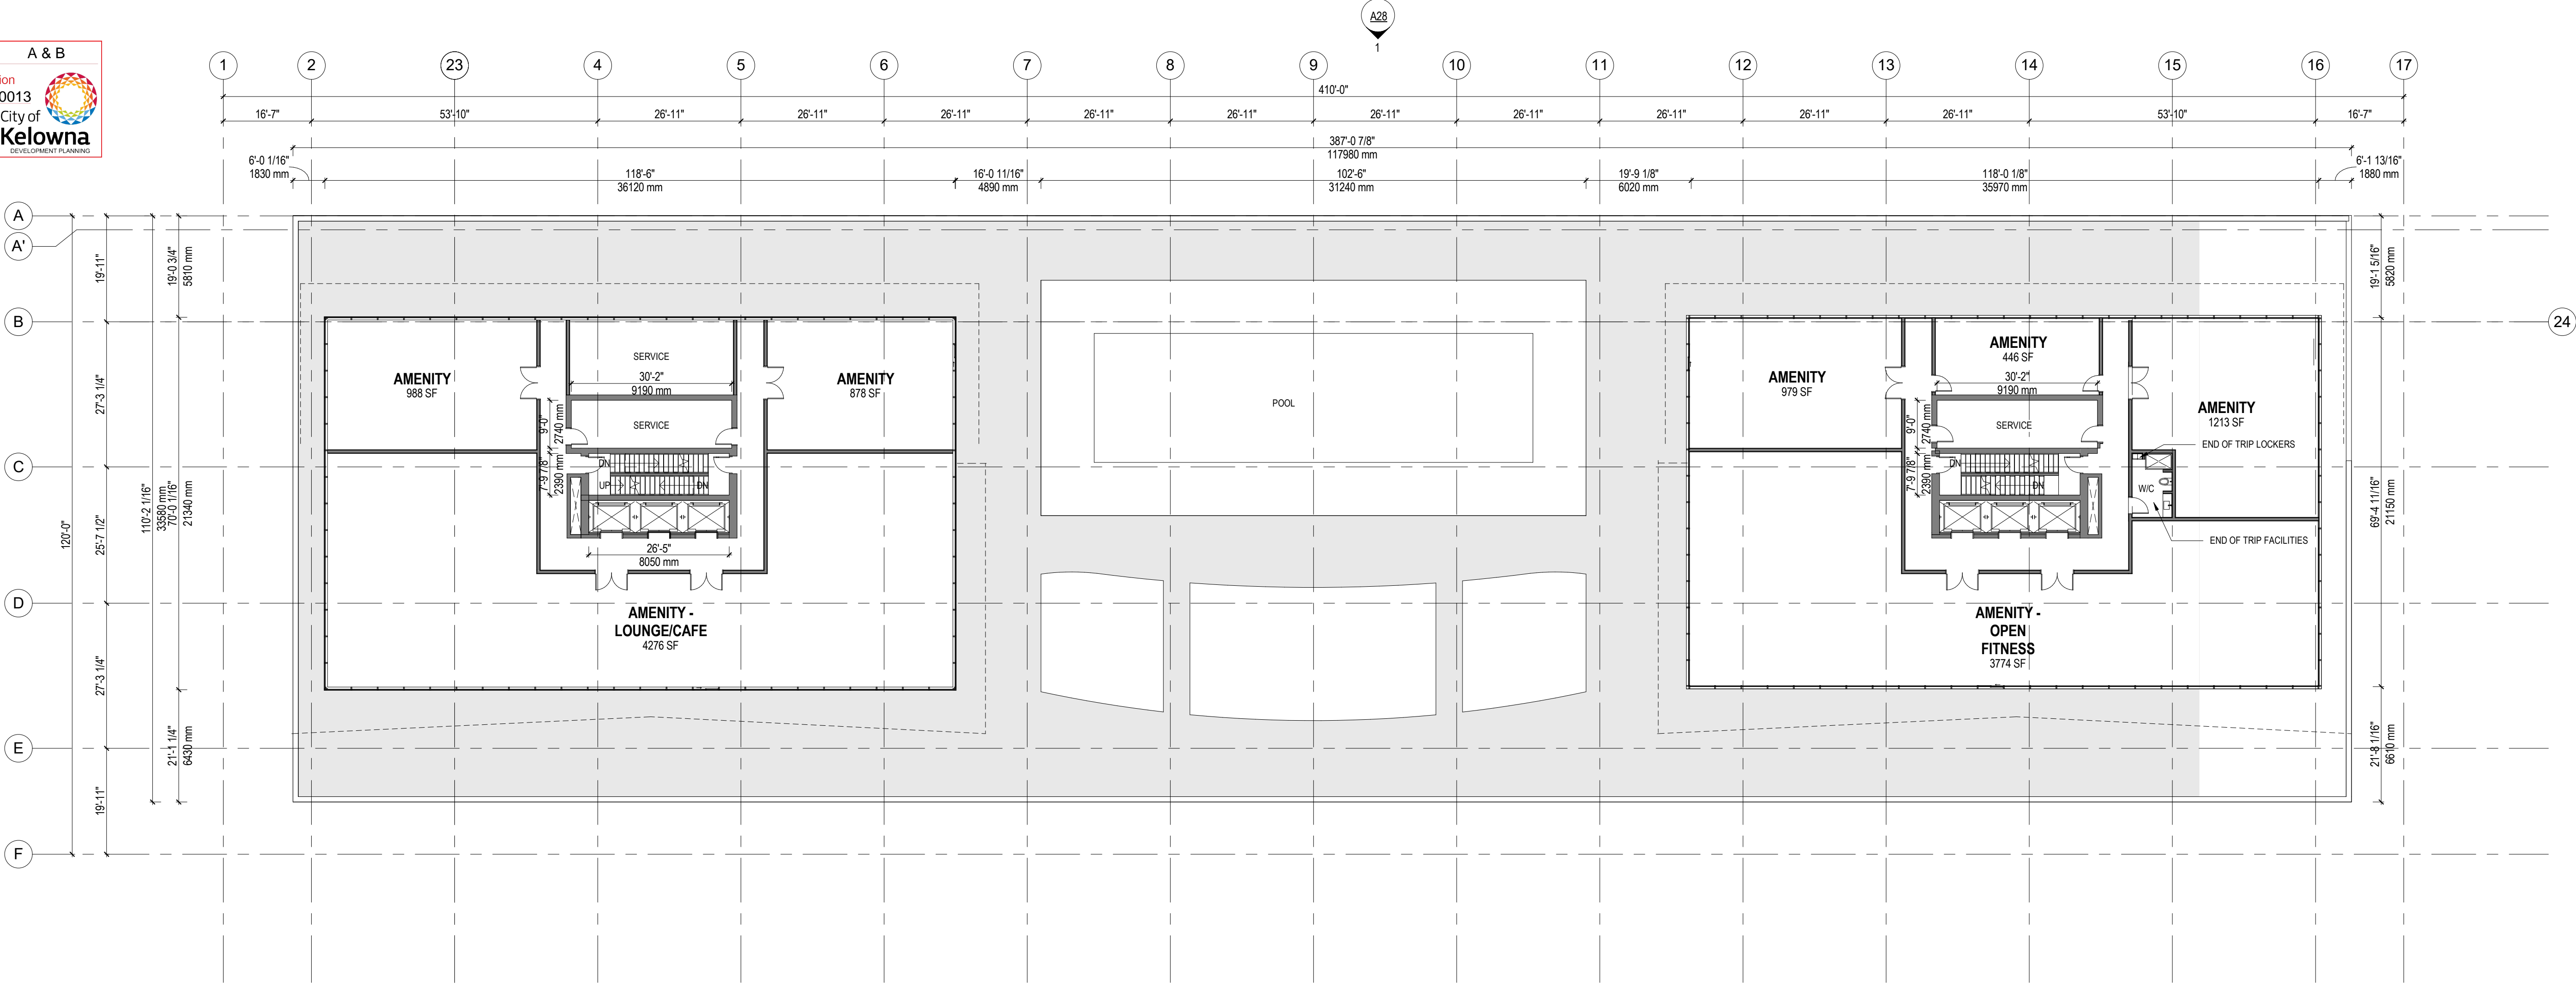 A28
1
A & B
ion
0013
City of
Kelowna
DEVELOPMENT PLANNING
1
2
23
4
5
6
7
8
9
10
11
12
13
14
15
16
17
410'-0"
16'-7"
53'-10"
26'-11"
26'-11"
26'-11"
26'-11"
26'-11"
26'-11"
26'-11"
26'-11"
26'-11"
26'-11"
53'-10"
16'-7"
387'-0 7/8"
117980 mm
6'-0 1/16"
1830 mm
118'-6"
36120 mm
16'-0 11/16"
4890 mm
102'-6"
31240 mm
19'-9 1/8"
6020 mm
118'-0 1/8"
35970 mm
6'-1 13/16"
1880 mm
A
A'
B
C
D
E
F
24
120'-0"
19'-11"
27'-3 1/4"
25'-7 1/2"
27'-3 1/4"
19'-11"
110'-2 1/16"
33580 mm
19'-0 3/4"
5810 mm
70'-0 1/16"
21340 mm
21'-1 1/4"
6430 mm
AMENITY
988 SF
SERVICE
30'-2"
9190 mm
SERVICE
9'-0"
2740 mm
7'-9 7/8"
2390 mm
DN
UP
DN
26'-5"
8050 mm
AMENITY
878 SF
AMENITY -
LOUNGE/CAFE
4276 SF
POOL
AMENITY
979 SF
AMENITY
446 SF
30'-2"
9190 mm
SERVICE
9'-0"
2740 mm
7'-9 7/8"
2390 mm
DN
DN
AMENITY
1213 SF
END OF TRIP LOCKERS
W/C
END OF TRIP FACILITIES
AMENITY -
OPEN
FITNESS
3774 SF
19'-1 5/16"
5820 mm
69'-4 11/16"
21150 mm
21'-8 1/16"
6610 mm